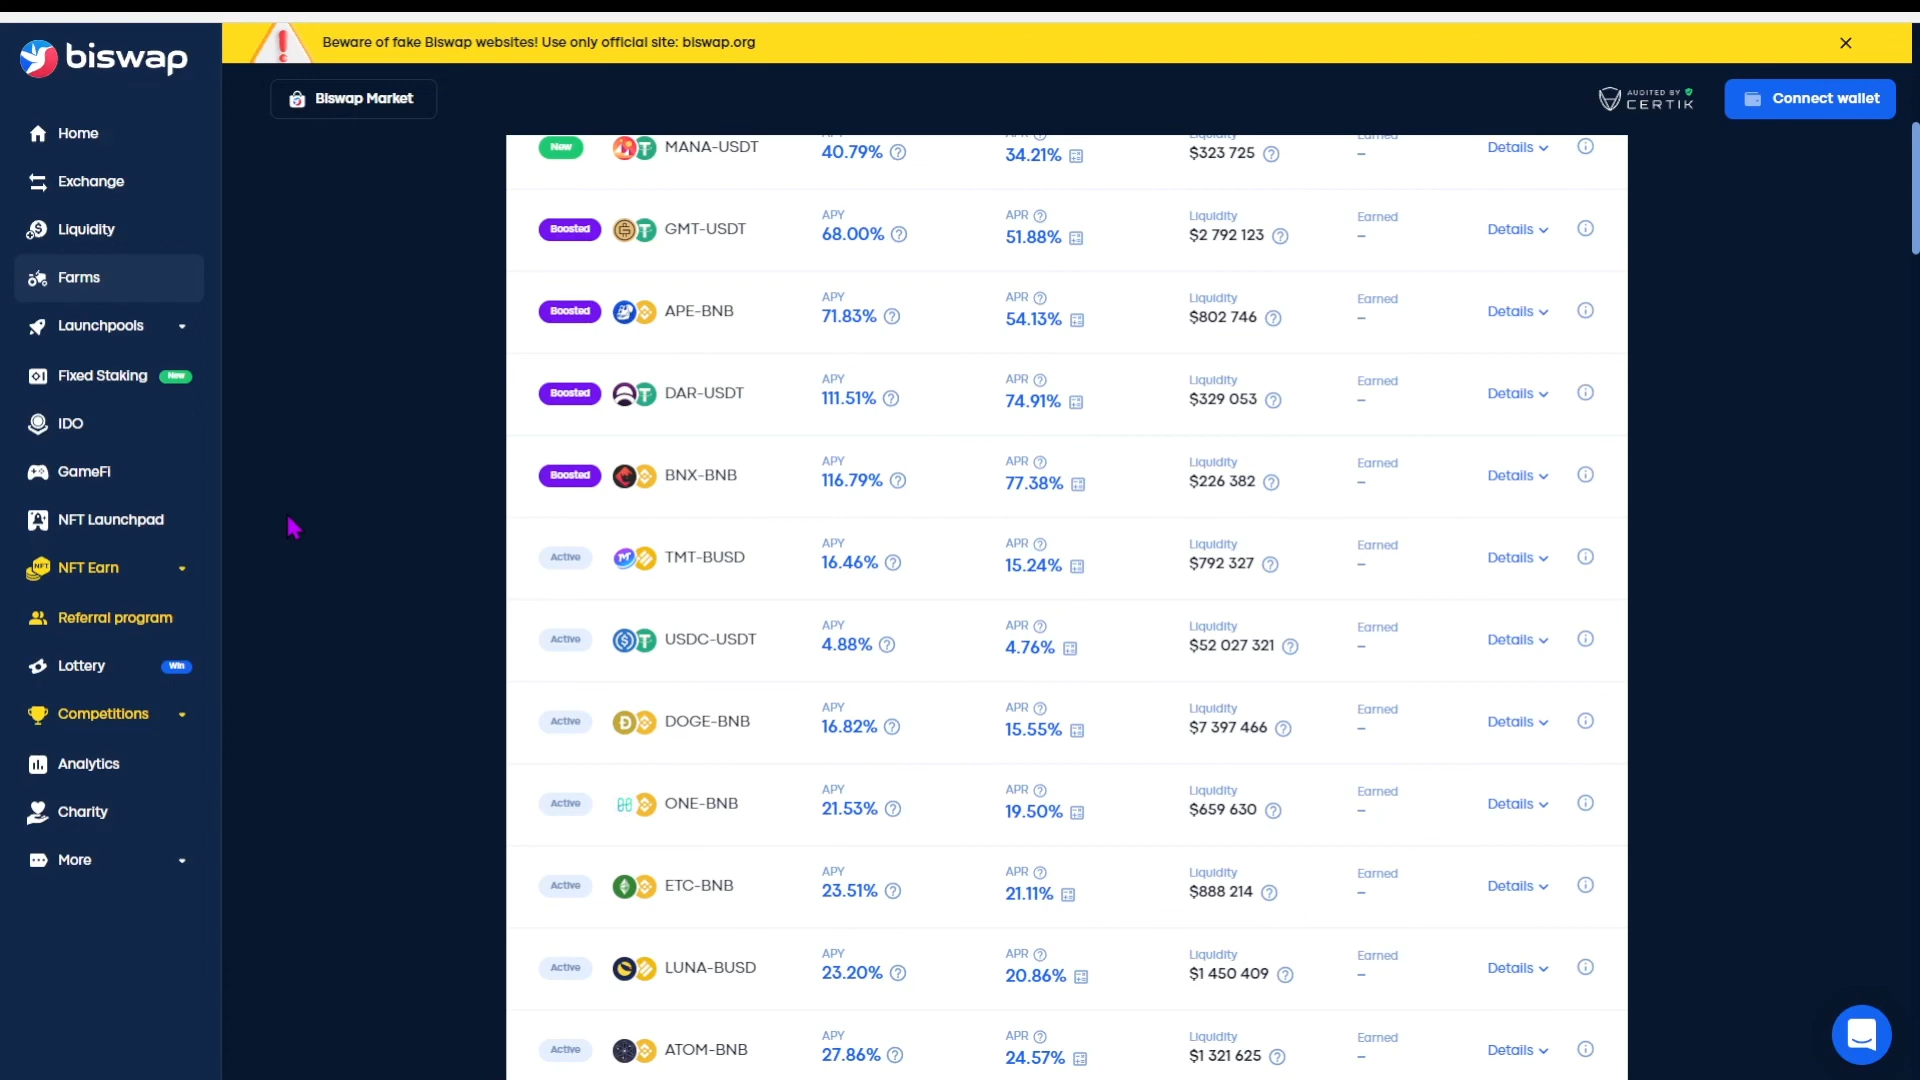 biswap
Beware of fake Biswap websites! Use only official site: biswap.org
Biswap Market
AUDITED BY
CERTIK
Connect wallet
Home
Exchange
Liquidity
Farms
Launchpools
Fixed Staking New
IDO
GameFi
NFT Launchpad
NFT Earn
Referral program
Lottery Win
Competitions
Analytics
Charity
More
New MANA-USDT 40.79% 34.21% $323 725 – Details
APY APR Liquidity Earned
Boosted GMT-USDT 68.00% 51.88% $2 792 123 – Details
APY APR Liquidity Earned
Boosted APE-BNB 71.83% 54.13% $802 746 – Details
APY APR Liquidity Earned
Boosted DAR-USDT 111.51% 74.91% $329 053 – Details
APY APR Liquidity Earned
Boosted BNX-BNB 116.79% 77.38% $226 382 – Details
APY APR Liquidity Earned
Active TMT-BUSD 16.46% 15.24% $792 327 – Details
APY APR Liquidity Earned
Active USDC-USDT 4.88% 4.76% $52 027 321 – Details
APY APR Liquidity Earned
Active DOGE-BNB 16.82% 15.55% $7 397 466 – Details
APY APR Liquidity Earned
Active ONE-BNB 21.53% 19.50% $659 630 – Details
APY APR Liquidity Earned
Active ETC-BNB 23.51% 21.11% $888 214 – Details
APY APR Liquidity Earned
Active LUNA-BUSD 23.20% 20.86% $1 450 409 – Details
APY APR Liquidity Earned
Active ATOM-BNB 27.86% 24.57% $1 321 625 – Details